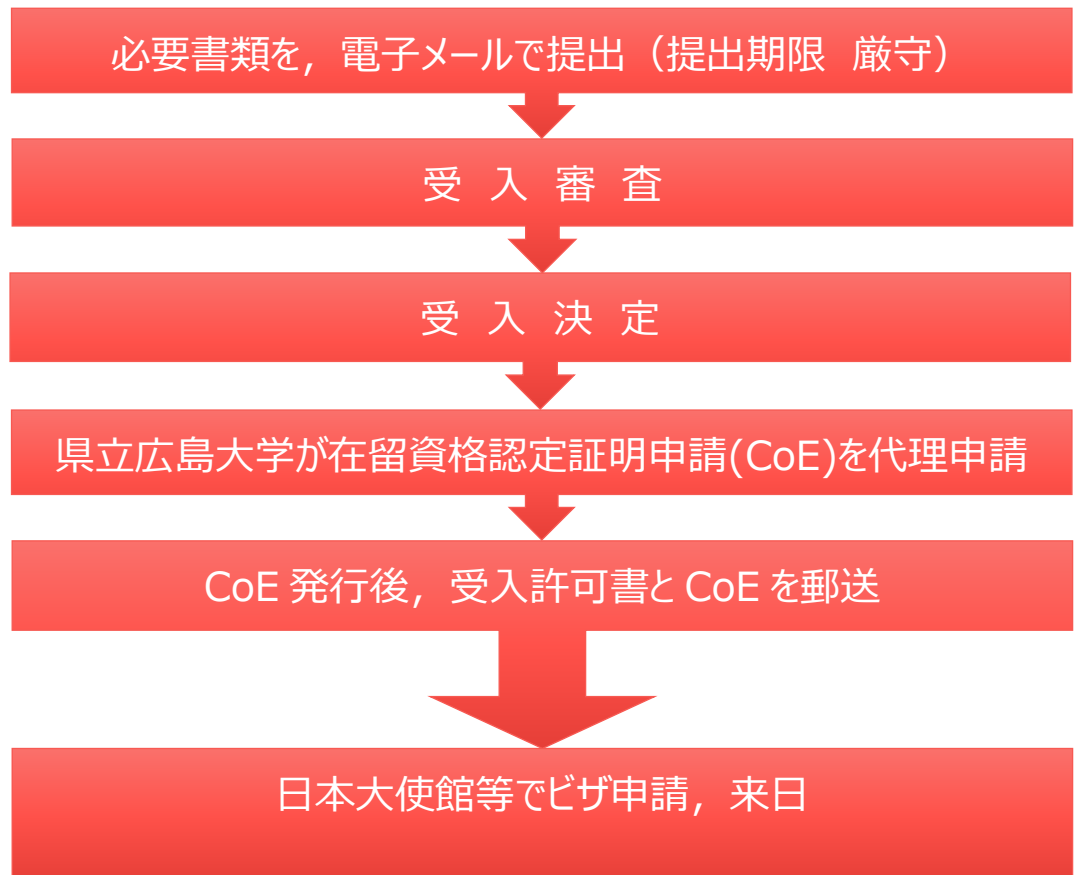 必要書類を，電子メールで提出（提出期限　厳守）
受　入　審　査
受　入　決　定
県立広島大学が在留資格認定証明申請(CoE)を代理申請
CoE 発行後，受入許可書と CoE を郵送
日本大使館等でビザ申請，来日